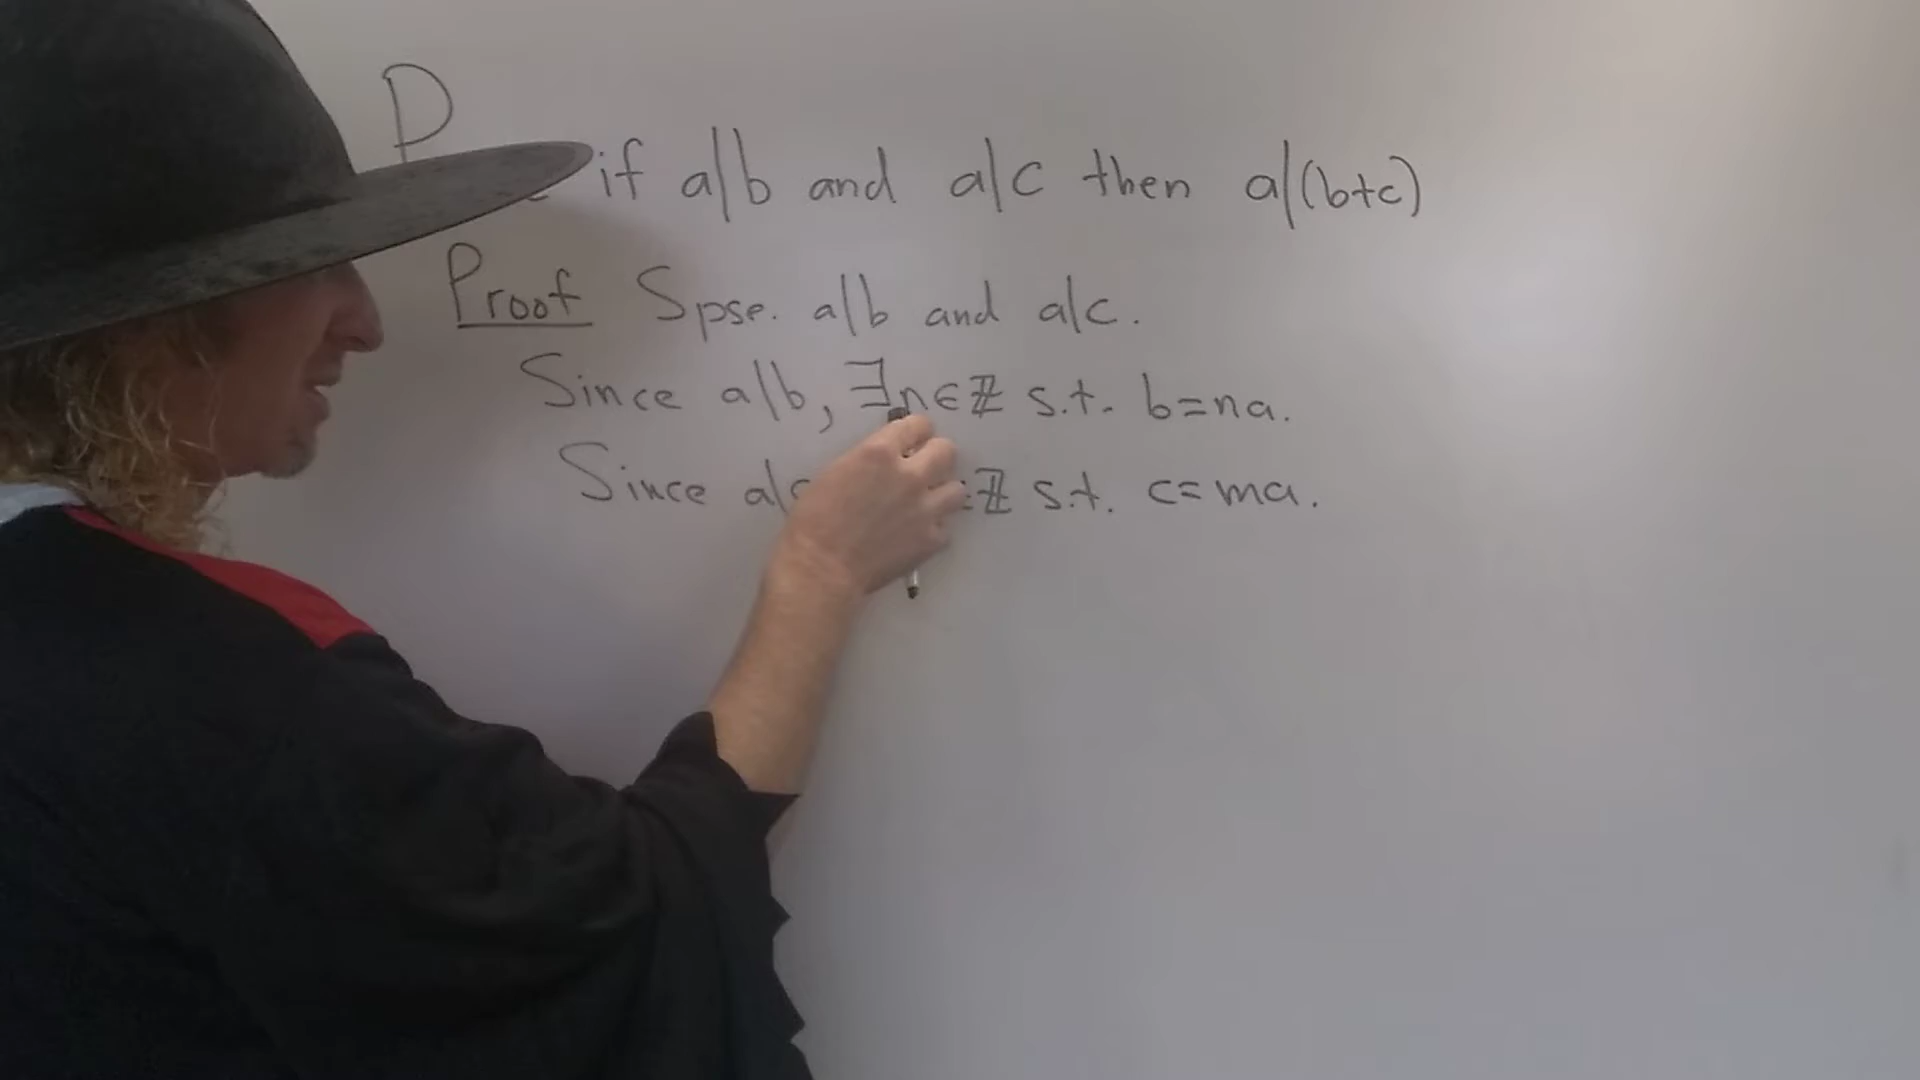 P
if a|b and a|c then a|(b+c)
Proof Spse. a|b and a|c.
Since a|b, ∃n∈ℤ s.t. b=na.
Since a|c ℤ s.t. c=ma.